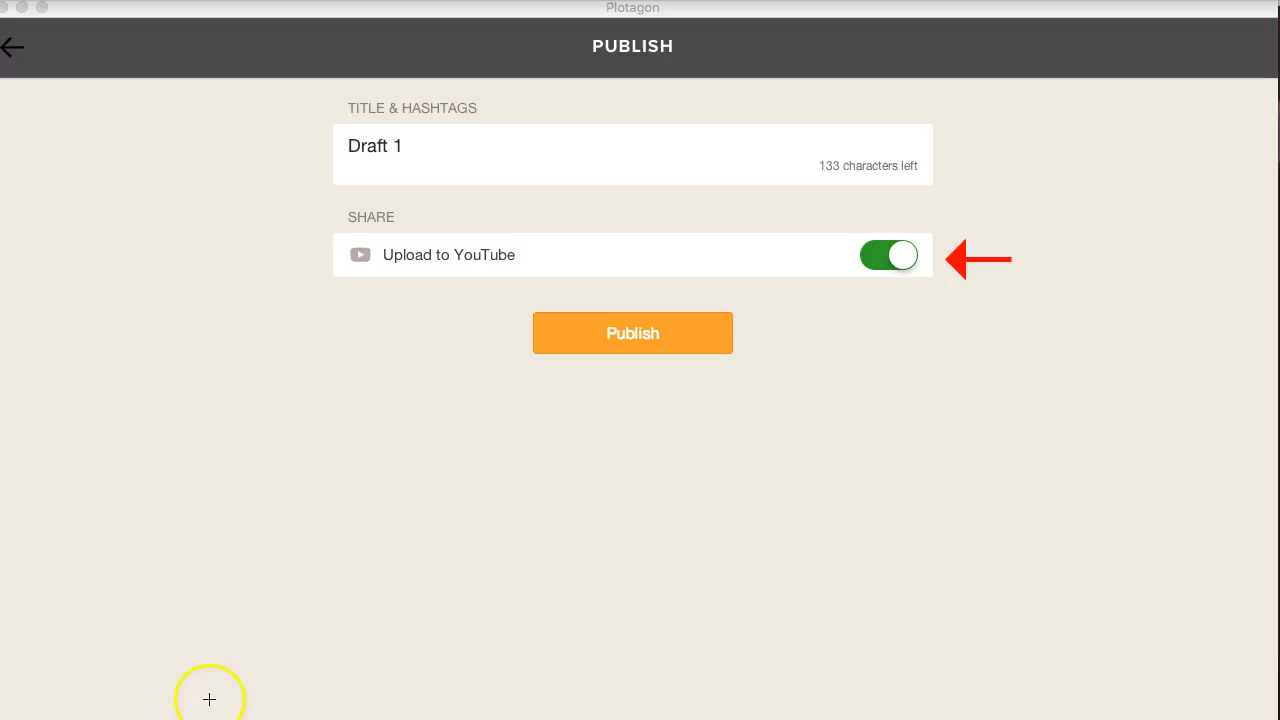 Plotagon
PUBLISH
TITLE & HASHTAGS
Draft 1
133 characters left
SHARE
Upload to YouTube
Publish